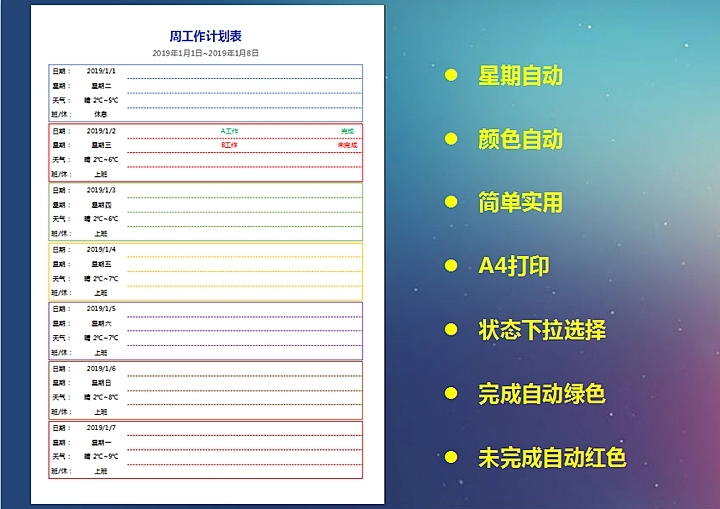 周工作计划表
2019年1月1日~2019年1月8日
日期： 2019/1/1
星期： 星期二
天气： 晴 2℃~5℃
班/休： 休息
日期： 2019/1/2 A工作 完成
星期： 星期三 B工作 未完成
天气： 晴 2℃~6℃
班/休： 上班
日期： 2019/1/3
星期： 星期四
天气： 晴 2℃~6℃
班/休： 上班
日期： 2019/1/4
星期： 星期五
天气： 晴 2℃~7℃
班/休： 上班
日期： 2019/1/5
星期： 星期六
天气： 晴 2℃~7℃
班/休： 上班
日期： 2019/1/6
星期： 星期日
天气： 晴 2℃~8℃
班/休： 上班
日期： 2019/1/7
星期： 星期一
天气： 晴 2℃~9℃
班/休： 上班
● 星期自动
● 颜色自动
● 简单实用
● A4打印
● 状态下拉选择
● 完成自动绿色
● 未完成自动红色